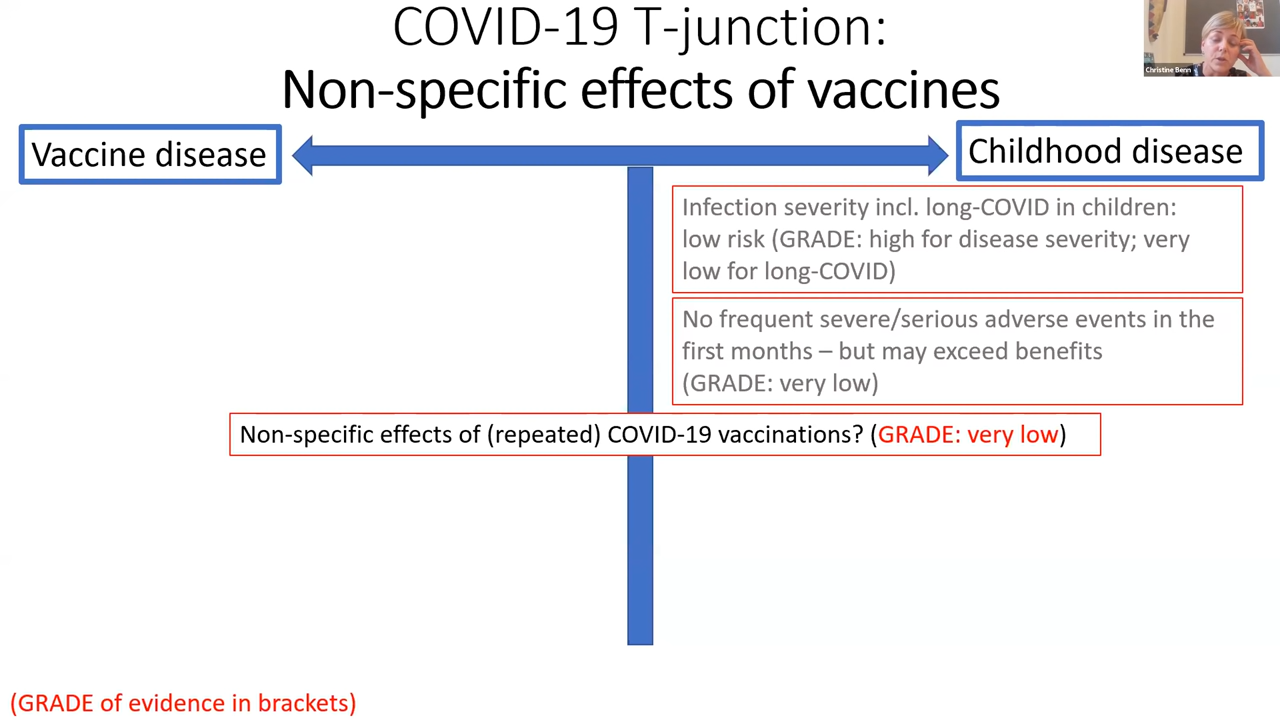 COVID-19 T-junction:
Non-specific effects of vaccines
Christine Benn
Vaccine disease
Childhood disease
Infection severity incl. long-COVID in children:
low risk (GRADE: high for disease severity; very
low for long-COVID)
No frequent severe/serious adverse events in the
first months – but may exceed benefits
(GRADE: very low)
Non-specific effects of (repeated) COVID-19 vaccinations? (GRADE: very low)
(GRADE of evidence in brackets)